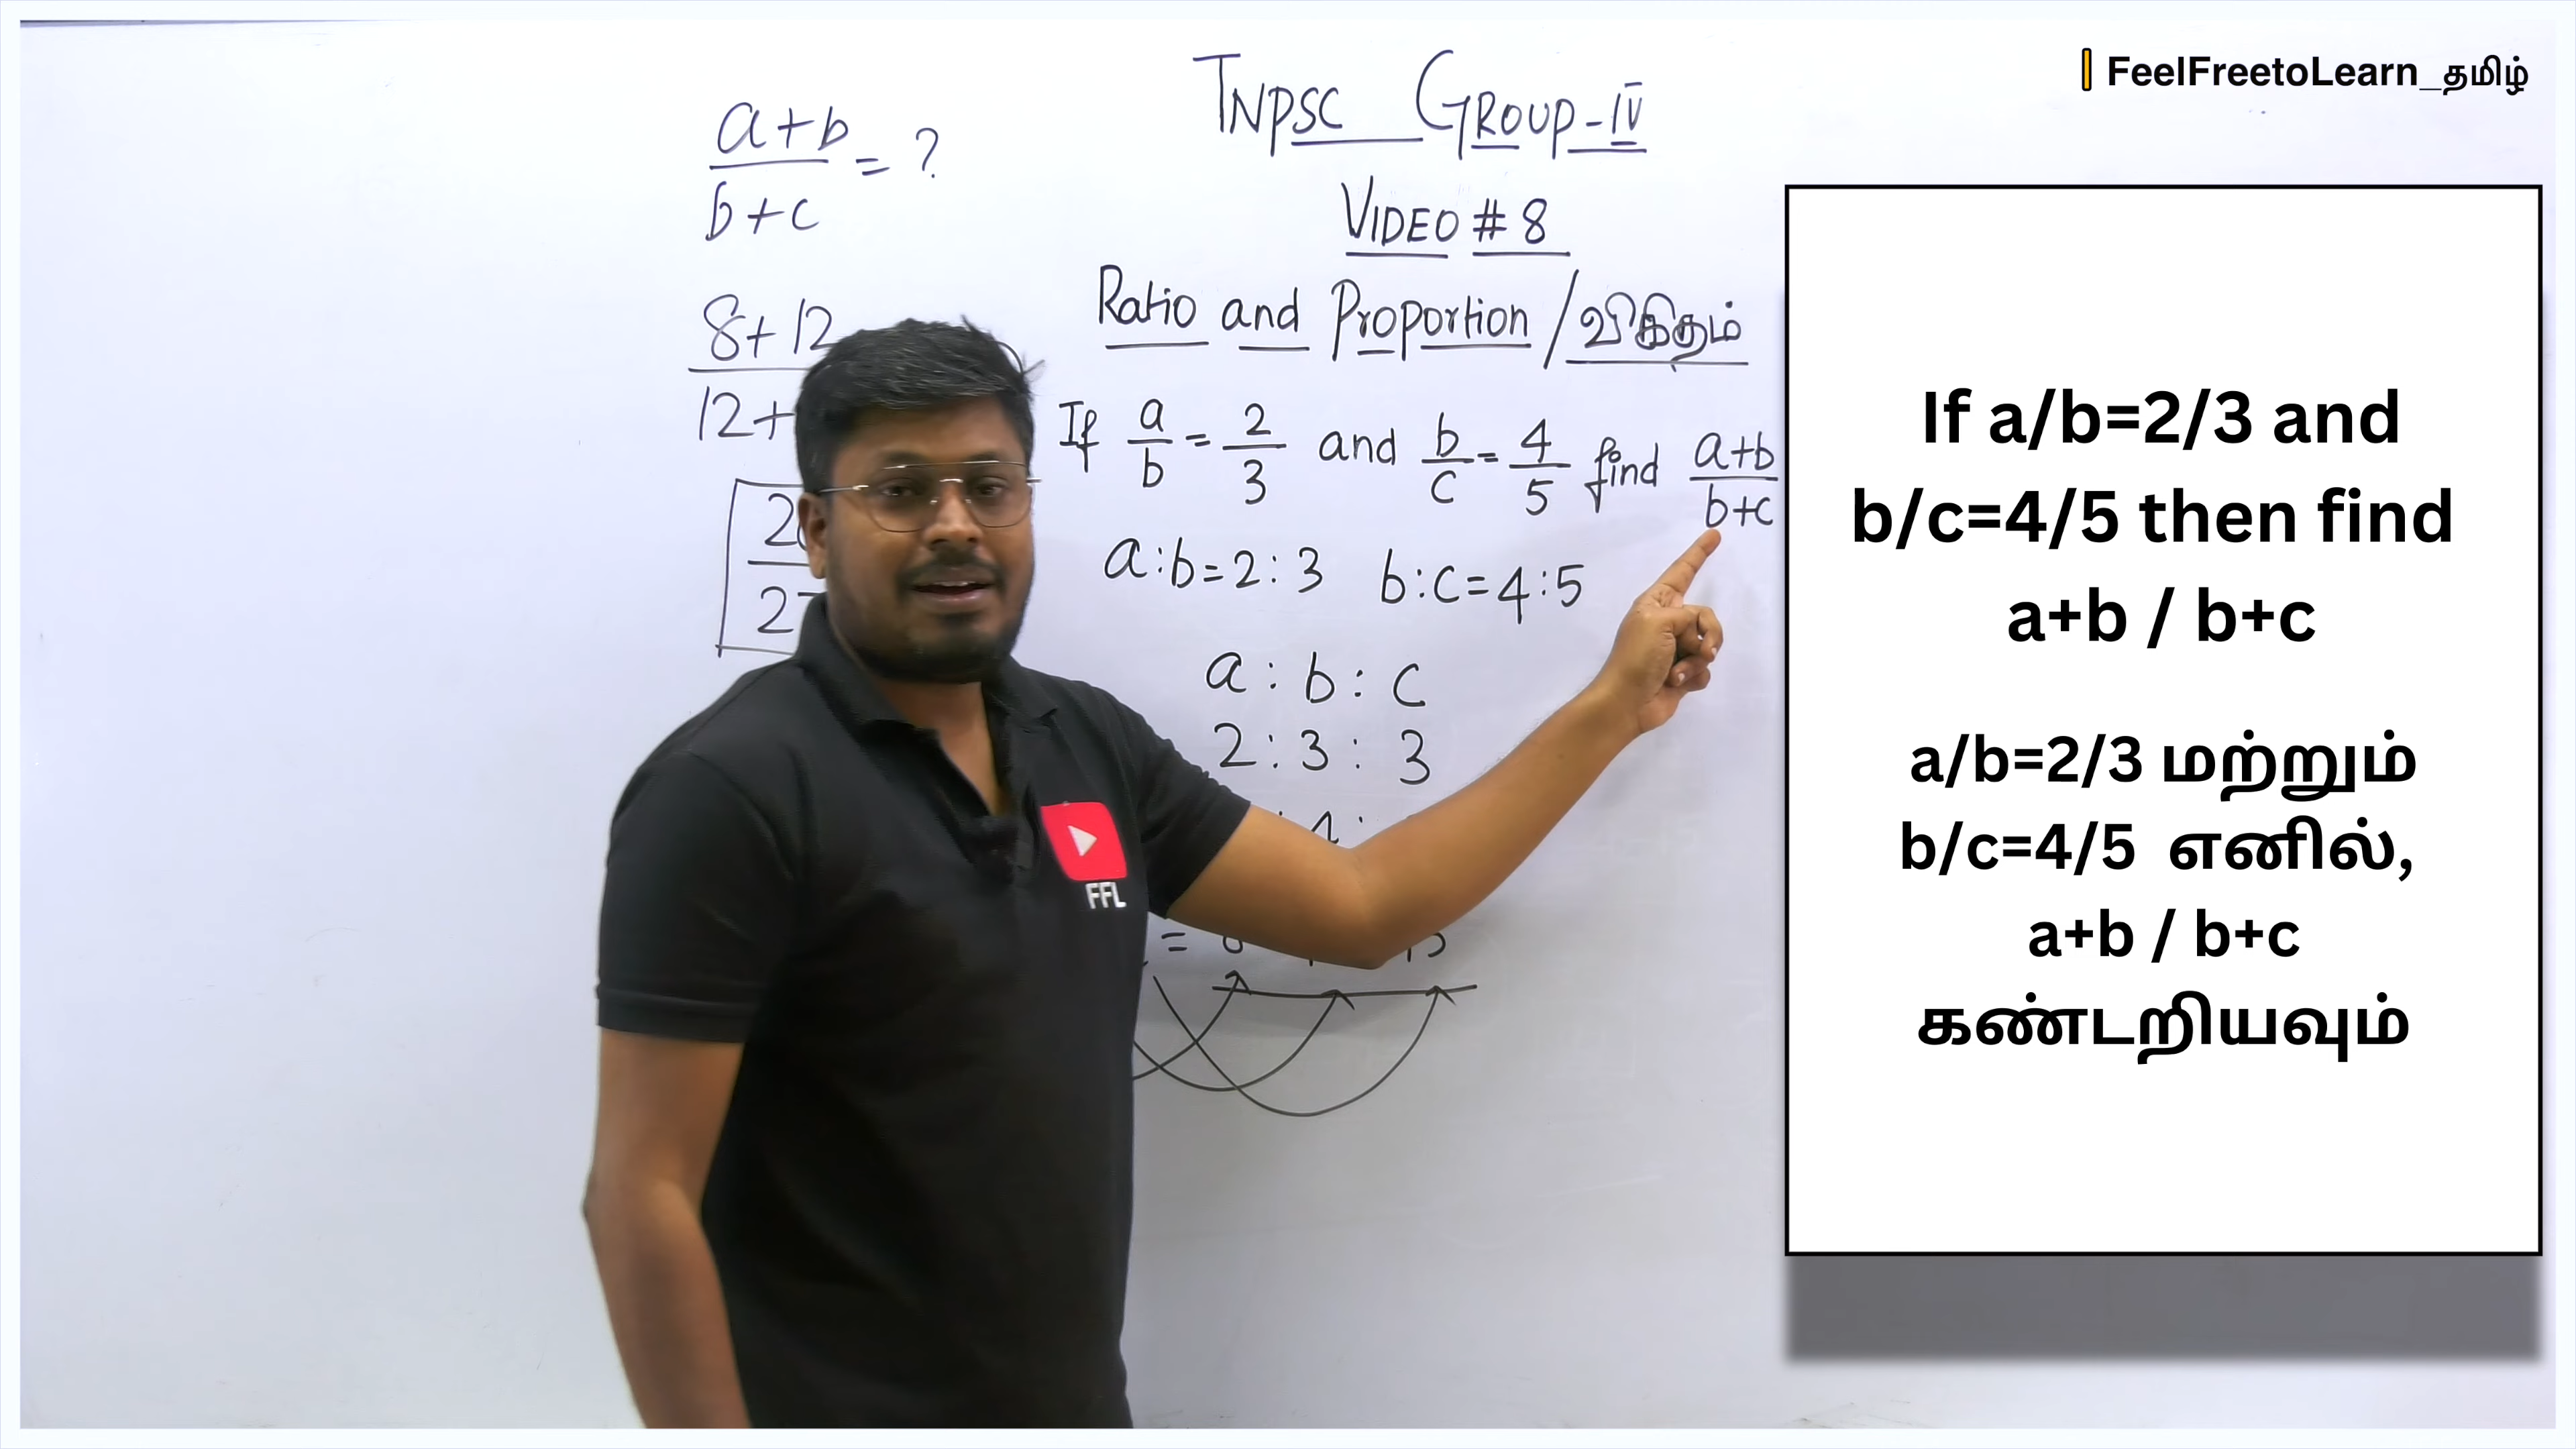 FeelFreetoLearn_தமிழ்
TNPSC GROUP-IV
VIDEO # 8
Ratio and Proportion / விகிதம்
If a/b = 2/3 and b/c = 4/5 find a+b/b+c
a:b=2:3 b:c=4:5
a : b : c
2 : 3 : 3
a+b
= ?
b+c
8+12
12+
If a/b=2/3 and
b/c=4/5 then find
a+b / b+c
a/b=2/3 மற்றும்
b/c=4/5 எனில்,
a+b / b+c
கண்டறியவும்
FFL